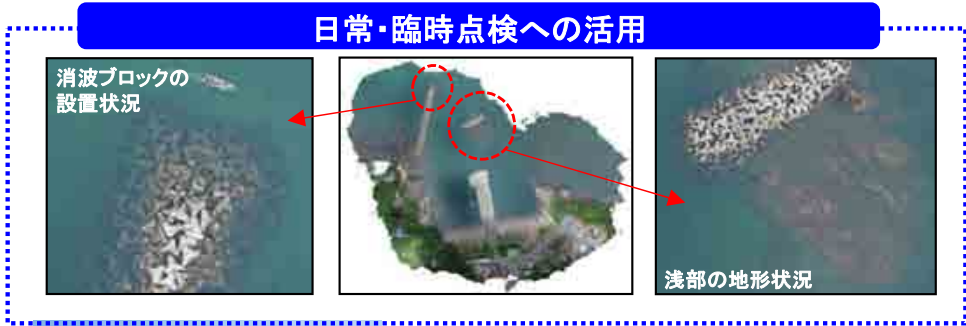 日常・臨時点検への活用
消波ブロックの
設置状況
浅部の地形状況